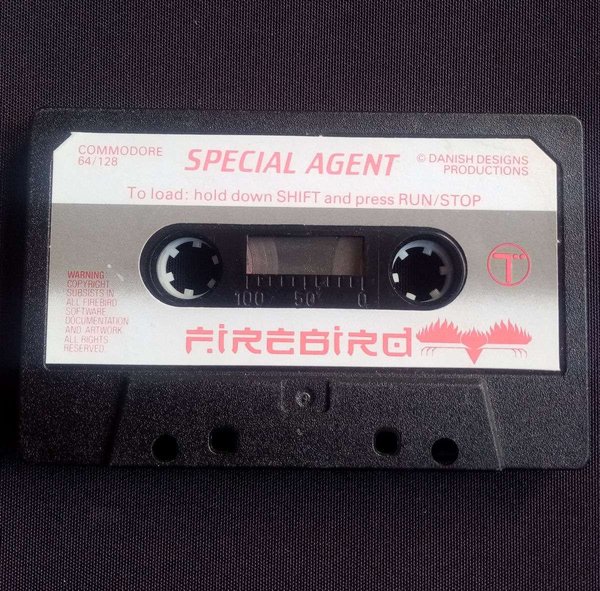 COMMODORE
64/128
SPECIAL AGENT
© DANISH DESIGNS
PRODUCTIONS
To load: hold down SHIFT and press RUN/STOP
WARNING:
COPYRIGHT
SUBSISTS IN
ALL FIREBIRD
SOFTWARE,
DOCUMENTATION
AND ARTWORK
ALL RIGHTS
RESERVED.
T
100 50 0
FIREBIRD